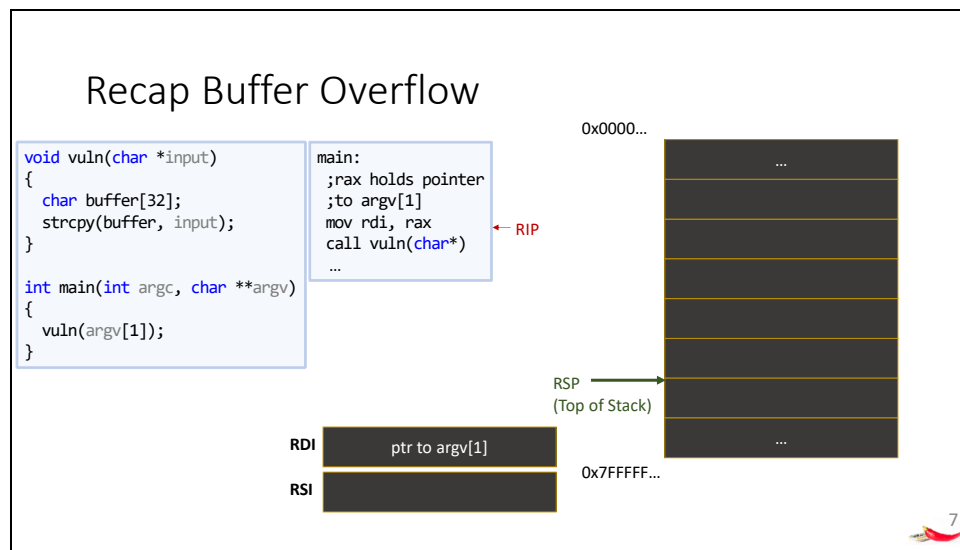 Recap Buffer Overflow
void vuln(char *input)
{
  char buffer[32];
  strcpy(buffer, input);
}

int main(int argc, char **argv)
{
  vuln(argv[1]);
}
main:
 ;rax holds pointer
 ;to argv[1]
 mov rdi, rax
 call vuln(char*)
 …
RIP
0x0000...
...
RSP
(Top of Stack)
...
0x7FFFFF...
RDI
ptr to argv[1]
RSI
7